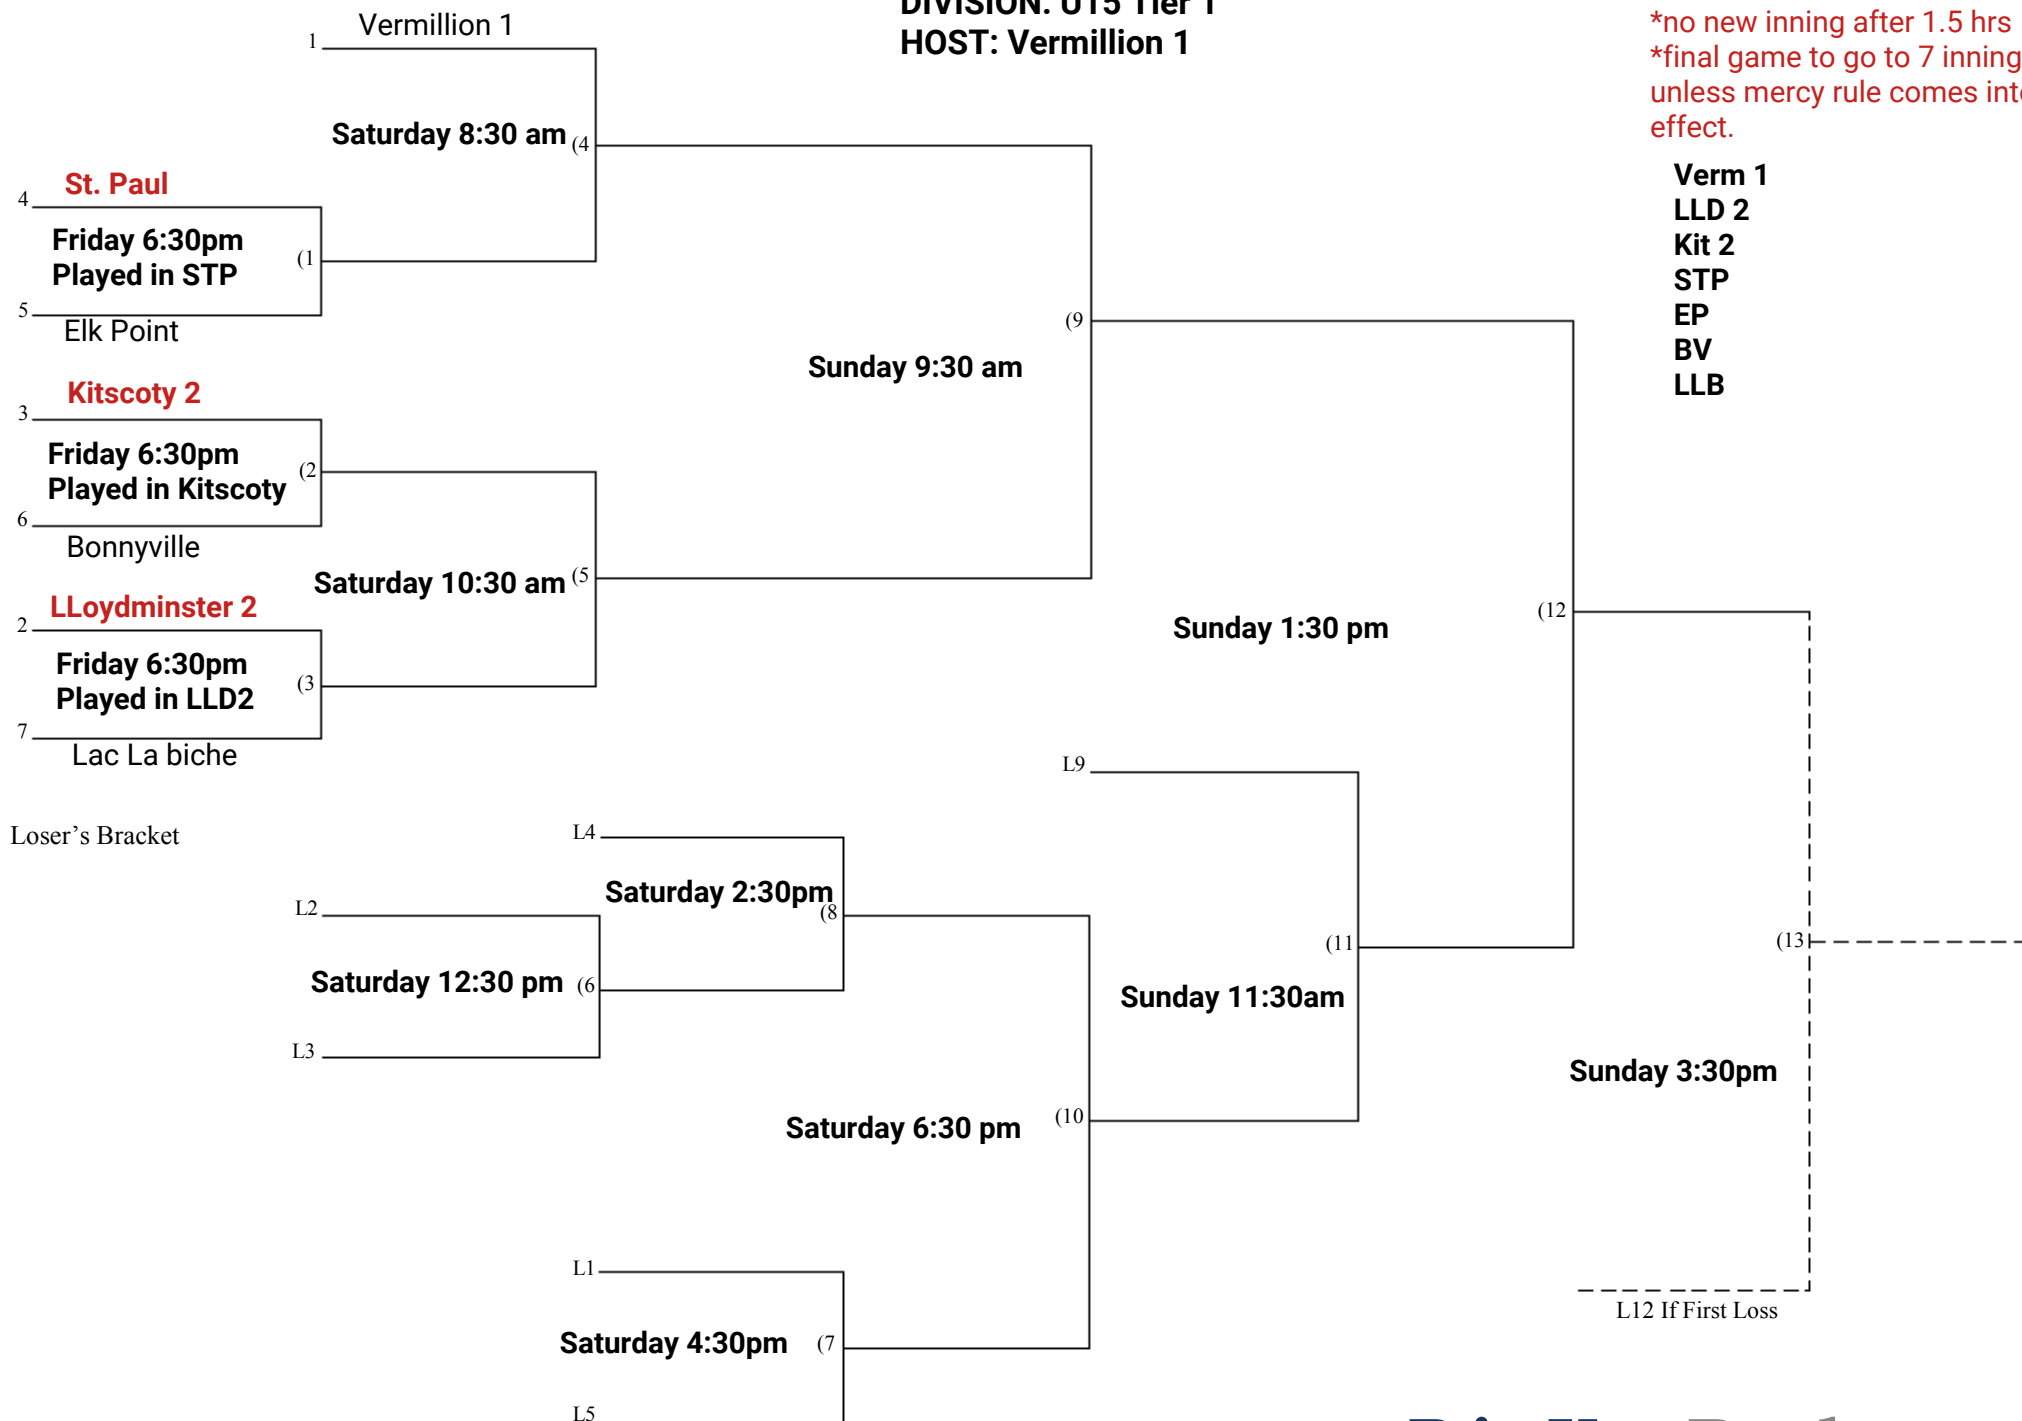 DIVISION: U15 Tier 1
HOST: Vermillion 1
*no new inning after 1.5 hrs
*final game to go to 7 inning
unless mercy rule comes int
effect.
Verm 1
LLD 2
Kit 2
STP
EP
BV
LLB
1
Vermillion 1
Saturday 8:30 am
(4
4
St. Paul
Friday 6:30pm
Played in STP
(1
5
Elk Point
3
Kitscoty 2
Friday 6:30pm
Played in Kitscoty
(2
6
Bonnyville
Saturday 10:30 am
(5
2
LLoydminster 2
Friday 6:30pm
Played in LLD2
(3
7
Lac La biche
Sunday 9:30 am
(9
Sunday 1:30 pm
(12
Loser's Bracket
L9
L4
Saturday 2:30pm
(8
L2
Saturday 12:30 pm
(6
L3
(11
Sunday 11:30am
(13
Sunday 3:30pm
Saturday 6:30 pm
(10
L1
Saturday 4:30pm
(7
L5
L12 If First Loss